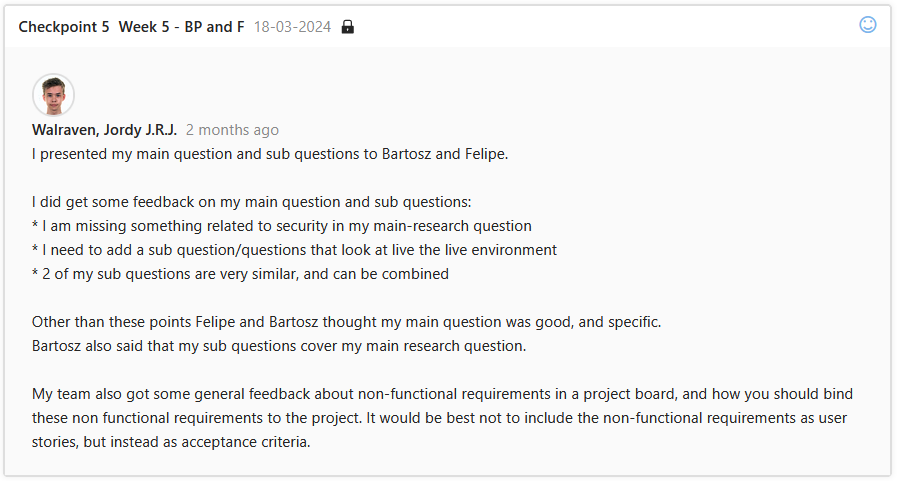 Checkpoint 5 Week 5 - BP and F 18-03-2024
Walraven, Jordy J.R.J. 2 months ago
I presented my main question and sub questions to Bartosz and Felipe.
I did get some feedback on my main question and sub questions:
* I am missing something related to security in my main-research question
* I need to add a sub question/questions that look at live the live environment
* 2 of my sub questions are very similar, and can be combined
Other than these points Felipe and Bartosz thought my main question was good, and specific.
Bartosz also said that my sub questions cover my main research question.
My team also got some general feedback about non-functional requirements in a project board, and how you should bind
these non functional requirements to the project. It would be best not to include the non-functional requirements as user
stories, but instead as acceptance criteria.